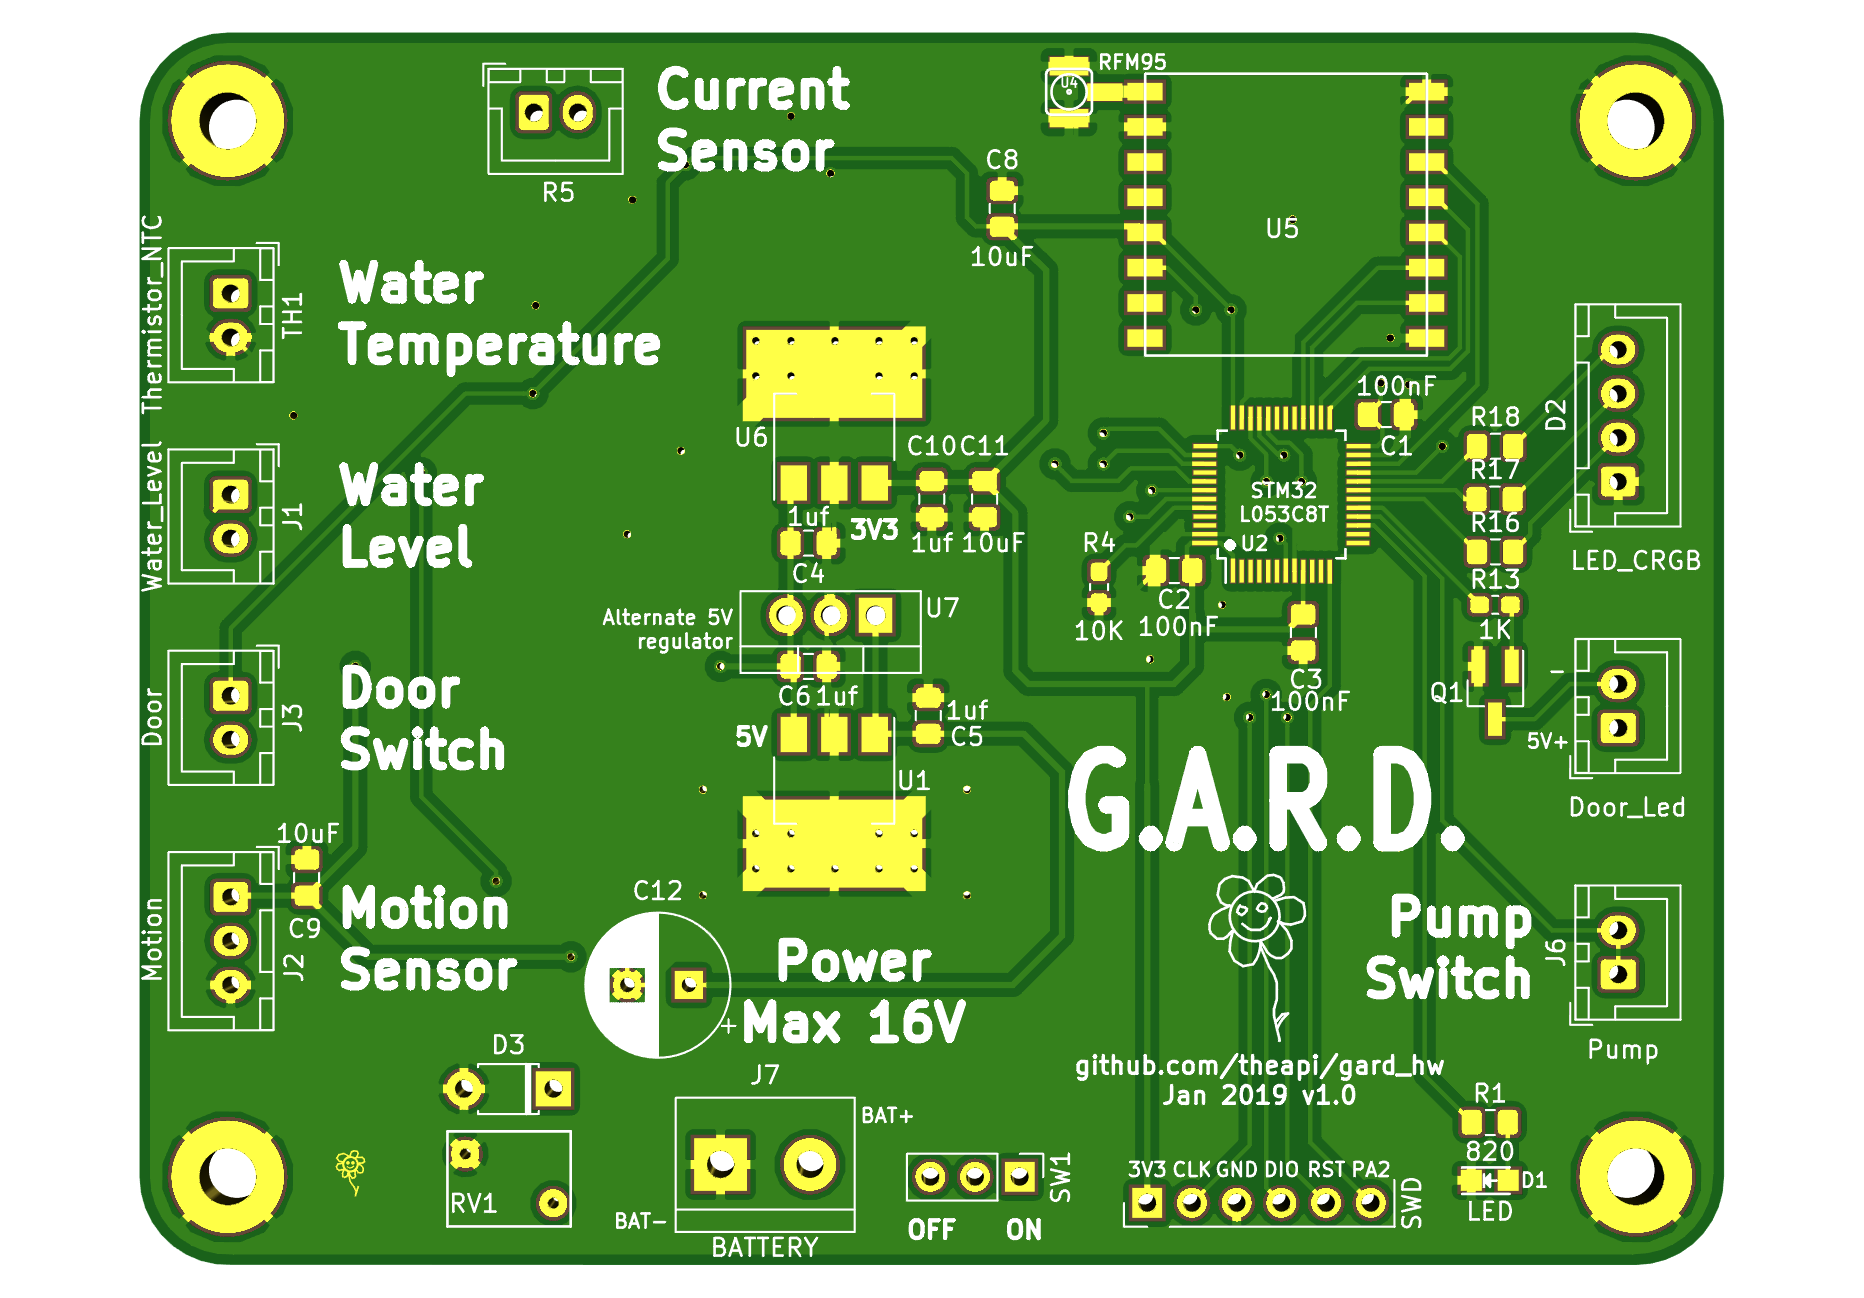 Current
Sensor
R5
RFM95
U4
C8
10uF
U5
Thermistor_NTC
TH1
Water
Temperature
U6
C10
C11
1uf
10uF
3V3
1uf
C4
100nF
C1
R18
R17
R16
R13
1K
D2
LED_CRGB
STM32
L053C8T
U2
R4
10K
C2
100nF
C3
100nF
Water_Level
J1
Water
Level
Alternate 5V
regulator
U7
C6
1uf
1uf
C5
5V
U1
Q1
-
5V+
Door_Led
Door
J3
Door
Switch
G.A.R.D.
10uF
C9
Motion
J2
Motion
Sensor
C12
+
Power
Max 16V
Pump
Switch
J6
Pump
D3
RV1
J7
BAT+
BAT-
BATTERY
SW1
OFF
ON
github.com/theapi/gard_hw
Jan 2019 v1.0
3V3 CLK GND DIO RST PA2
SWD
R1
820
D1
LED